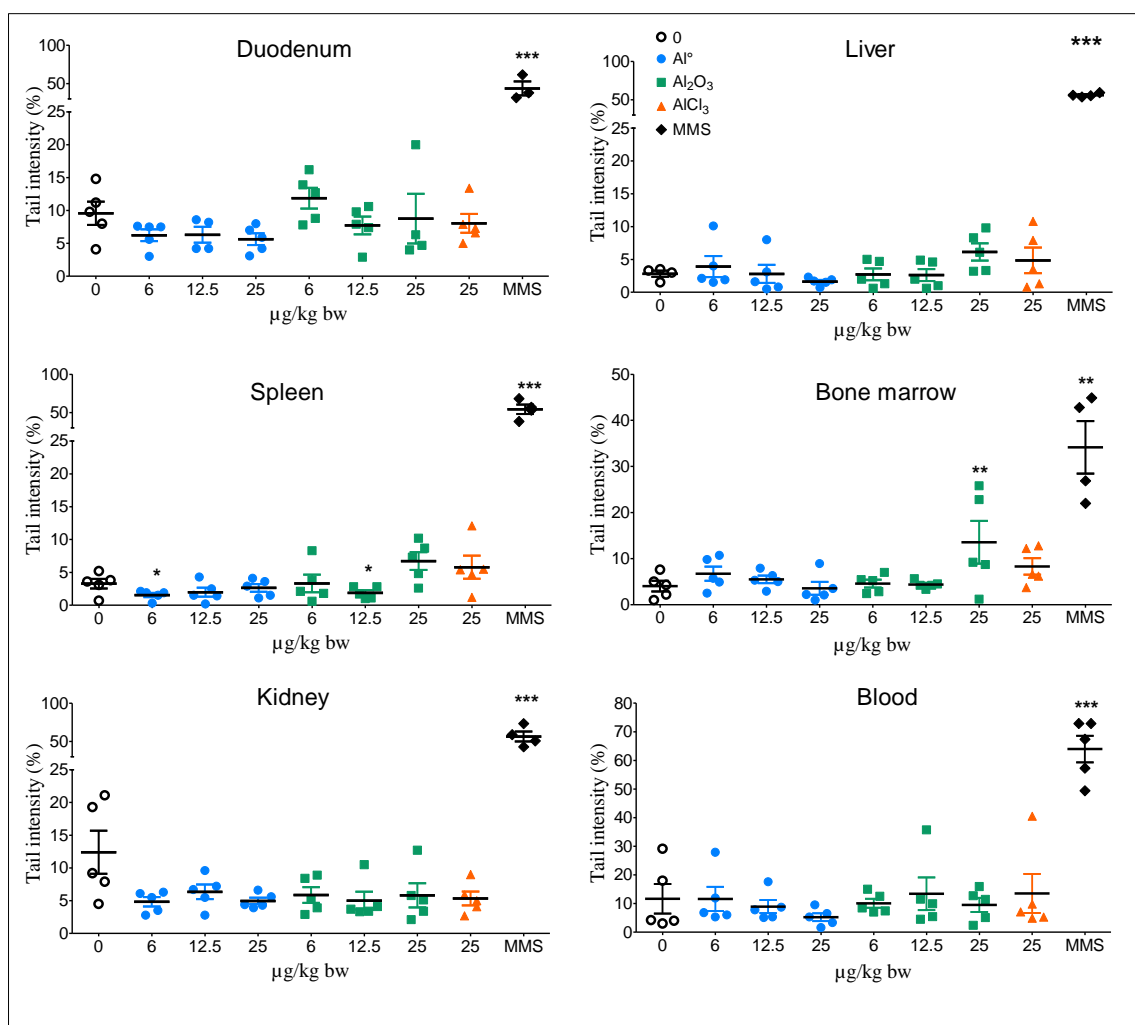 Duodenum
Tail intensity (%)
100
50
25
20
15
10
5
0
***
0 6 12.5 25 6 12.5 25 25 MMS
µg/kg bw
Liver
Tail intensity (%)
100
50
25
20
15
10
5
0
0
Al°
Al₂O₃
AlCl₃
MMS
***
0 6 12.5 25 6 12.5 25 25 MMS
µg/kg bw
Spleen
Tail intensity (%)
100
50
25
20
15
10
5
0
* * ***
0 6 12.5 25 6 12.5 25 25 MMS
µg/kg bw
Bone marrow
Tail intensity (%)
50
40
30
20
10
0
** **
0 6 12.5 25 6 12.5 25 25 MMS
µg/kg bw
Kidney
Tail intensity (%)
100
50
25
20
15
10
5
0
***
0 6 12.5 25 6 12.5 25 25 MMS
µg/kg bw
Blood
Tail intensity (%)
80
70
60
50
40
30
20
10
0
***
0 6 12.5 25 6 12.5 25 25 MMS
µg/kg bw